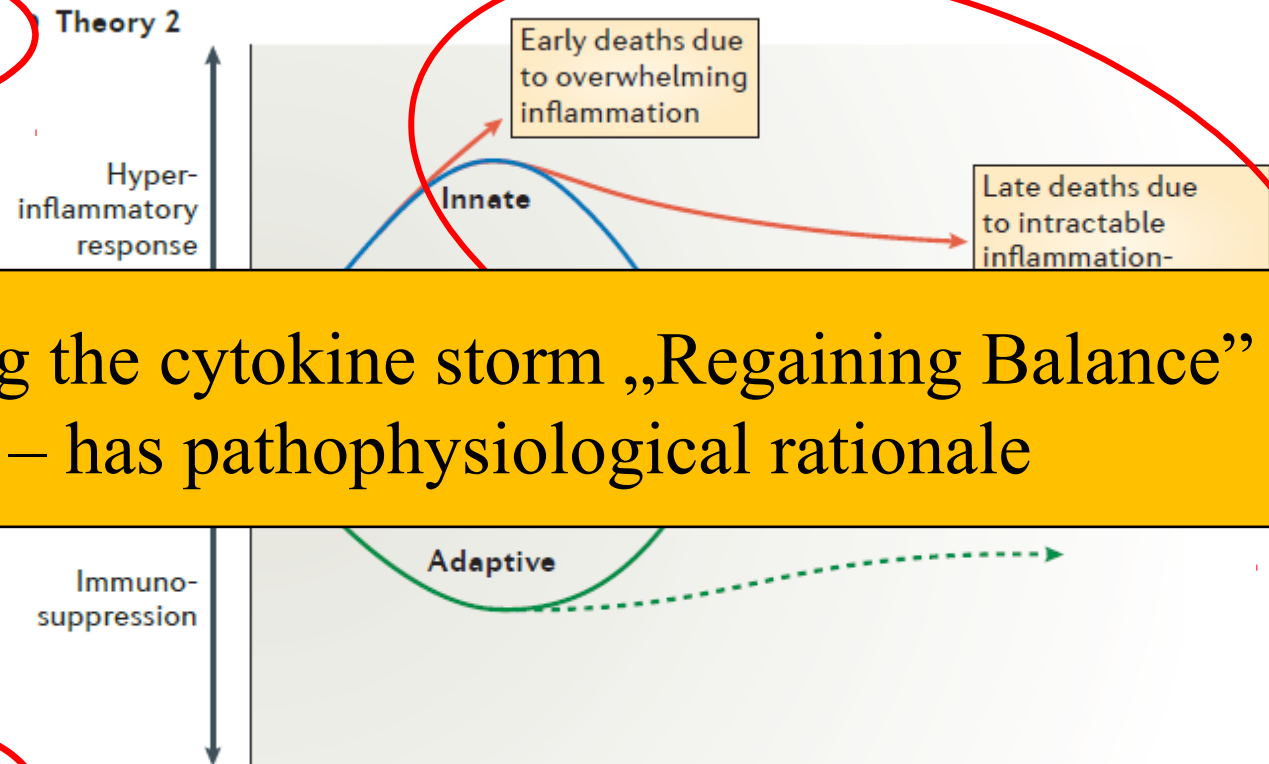 Theory 2
Early deaths due
to overwhelming
inflammation
Hyper-
inflammatory
response
Innate
Late deaths due
to intractable
inflammation-
the cytokine storm „Regaining Balance”
– has pathophysiological rationale
Adaptive
Immuno-
suppression